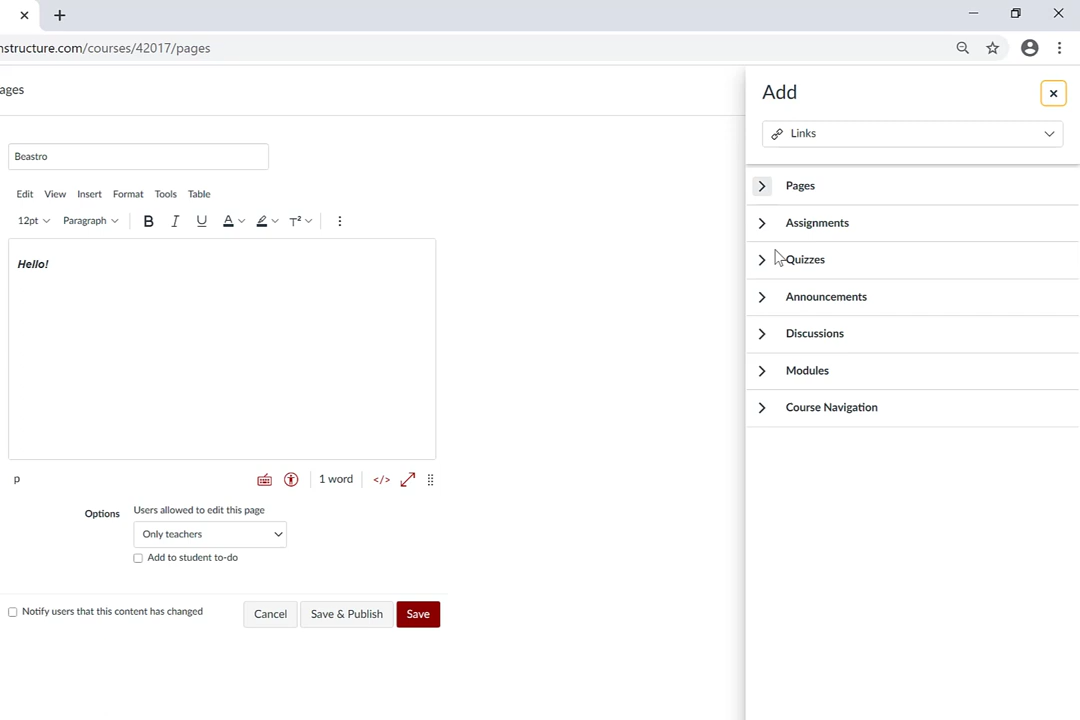 nstructure.com/courses/42017/pages
ages
Add
Links
Beastro
Edit View Insert Format Tools Table
12pt Paragraph B I U A T²
Hello!
Pages
Assignments
Quizzes
Announcements
Discussions
Modules
Course Navigation
p
1 word </>
Options Users allowed to edit this page
Only teachers
Add to student to-do
Notify users that this content has changed
Cancel Save & Publish Save